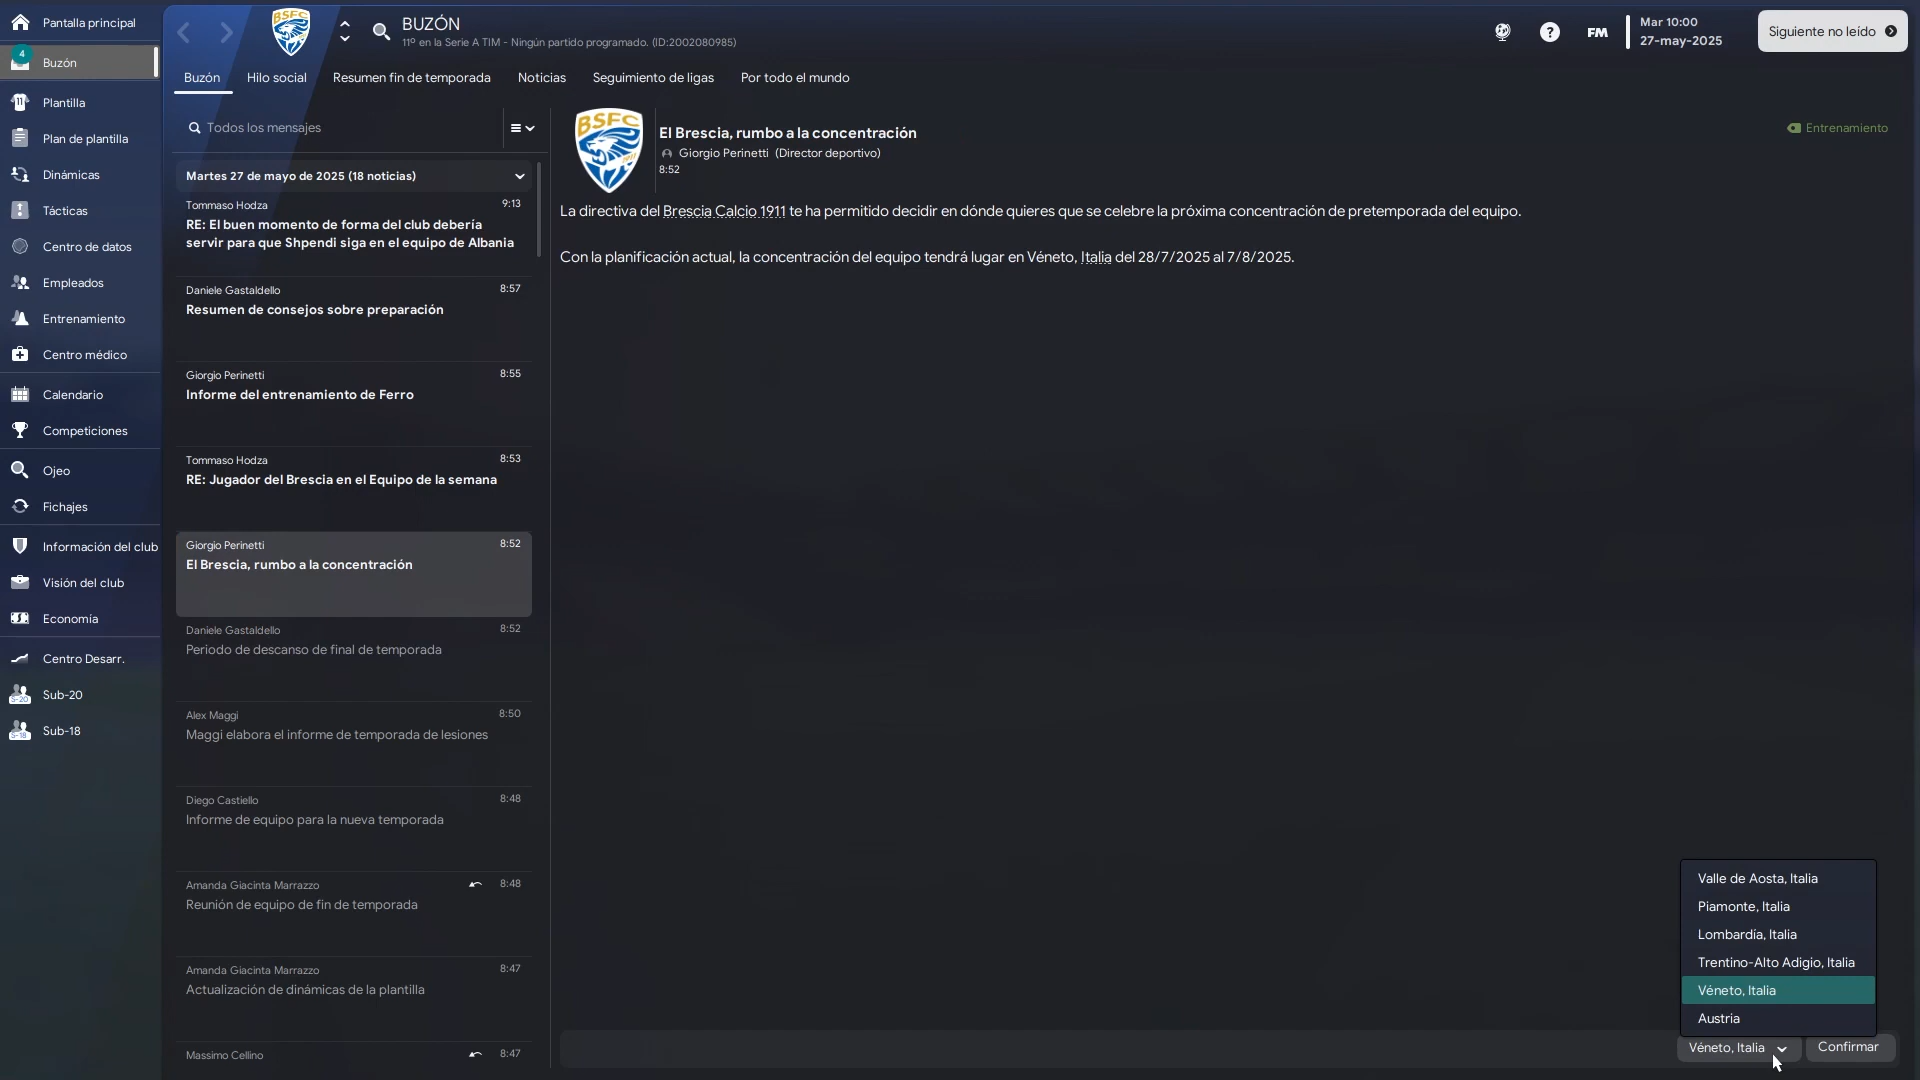 Pantalla principal
4
Buzón
Plantilla
Plan de plantilla
Dinámicas
Tácticas
Centro de datos
Empleados
Entrenamiento
Centro médico
Calendario
Competiciones
Ojeo
Fichajes
Información del club
Visión del club
Economía
Centro Desarr.
Sub-20
Sub-18
BSFC
BUZÓN
11º en la Serie A TIM - Ningún partido programado. (ID:2002080985)
FM
Mar 10:00
27-may-2025
Siguiente no leído
Buzón
Hilo social
Resumen fin de temporada
Noticias
Seguimiento de ligas
Por todo el mundo
Todos los mensajes
Martes 27 de mayo de 2025 (18 noticias)
Tommaso Hodza 9:13
RE: El buen momento de forma del club debería
servir para que Shpendi siga en el equipo de Albania
Daniele Gastaldello 8:57
Resumen de consejos sobre preparación
Giorgio Perinetti 8:55
Informe del entrenamiento de Ferro
Tommaso Hodza 8:53
RE: Jugador del Brescia en el Equipo de la semana
Giorgio Perinetti 8:52
El Brescia, rumbo a la concentración
Daniele Gastaldello 8:52
Periodo de descanso de final de temporada
Alex Maggi 8:50
Maggi elabora el informe de temporada de lesiones
Diego Castiello 8:48
Informe de equipo para la nueva temporada
Amanda Giacinta Marrazzo 8:48
Reunión de equipo de fin de temporada
Amanda Giacinta Marrazzo 8:47
Actualización de dinámicas de la plantilla
Massimo Cellino 8:47
BSFC
El Brescia, rumbo a la concentración
Giorgio Perinetti (Director deportivo)
8:52
Entrenamiento
La directiva del Brescia Calcio 1911 te ha permitido decidir en dónde quieres que se celebre la próxima concentración de pretemporada del equipo.
Con la planificación actual, la concentración del equipo tendrá lugar en Véneto, Italia del 28/7/2025 al 7/8/2025.
Valle de Aosta, Italia
Piamonte, Italia
Lombardía, Italia
Trentino-Alto Adigio, Italia
Véneto, Italia
Austria
Véneto, Italia
Confirmar